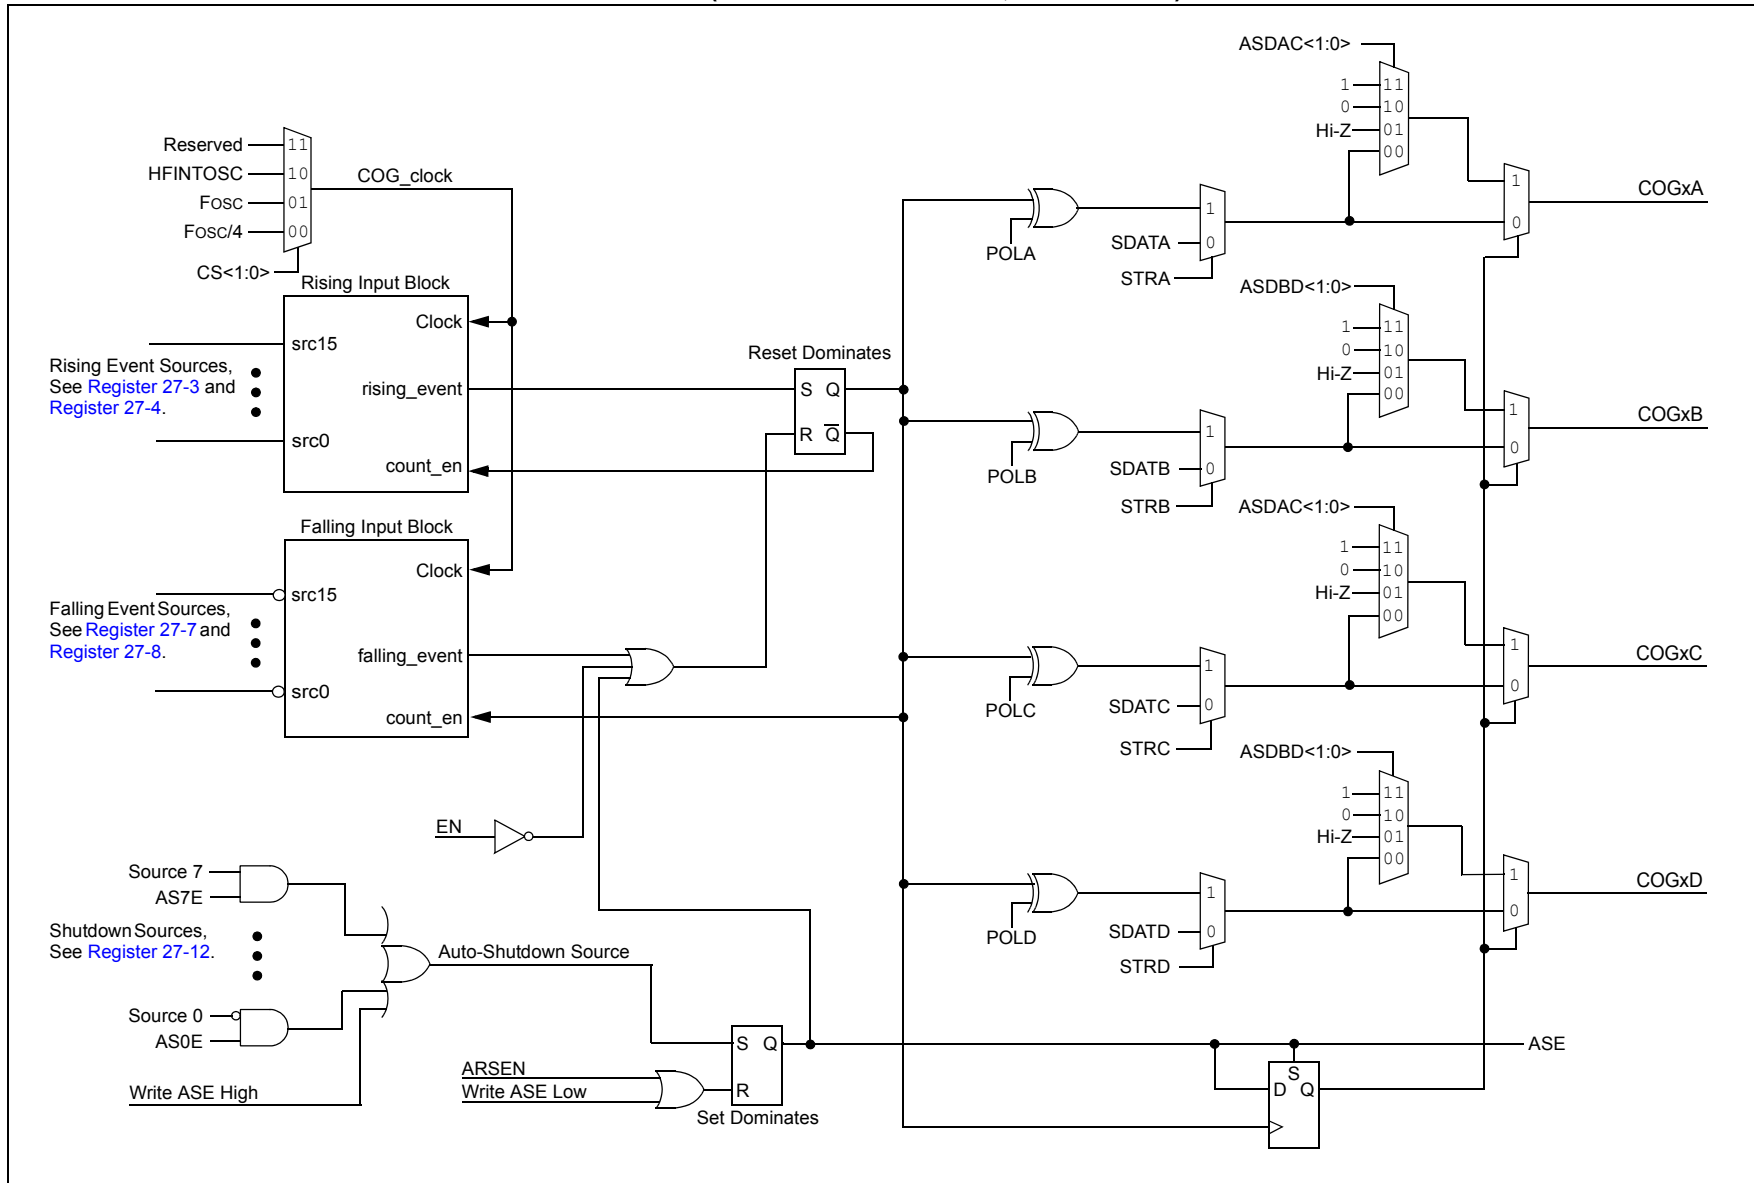 ASDAC<1:0>
1
11
0
10
Hi-Z
01
00
Reserved
11
HFINTOSC
10
FOSC
01
FOSC/4
00
CS<1:0>
COG_clock
1
0
COGxA
POLA
1
SDATA
0
STRA
Rising Input Block
Clock
src15
Rising Event Sources,
See Register 27-3 and
Register 27-4.
rising_event
src0
count_en
Reset Dominates
S Q
R Q
ASDBD<1:0>
1
11
0
10
Hi-Z
01
00
1
0
COGxB
POLB
1
SDATB
0
STRB
Falling Input Block
Clock
src15
Falling Event Sources,
See Register 27-7 and
Register 27-8.
falling_event
src0
count_en
ASDAC<1:0>
1
11
0
10
Hi-Z
01
00
1
0
COGxC
POLC
1
SDATC
0
STRC
EN
ASDBD<1:0>
1
11
0
10
Hi-Z
01
00
1
0
COGxD
POLD
1
SDATD
0
STRD
Source 7
AS7E
Shutdown Sources,
See Register 27-12.
Auto-Shutdown Source
Source 0
AS0E
Write ASE High
ARSEN
Write ASE Low
S Q
R
Set Dominates
ASE
S
D Q